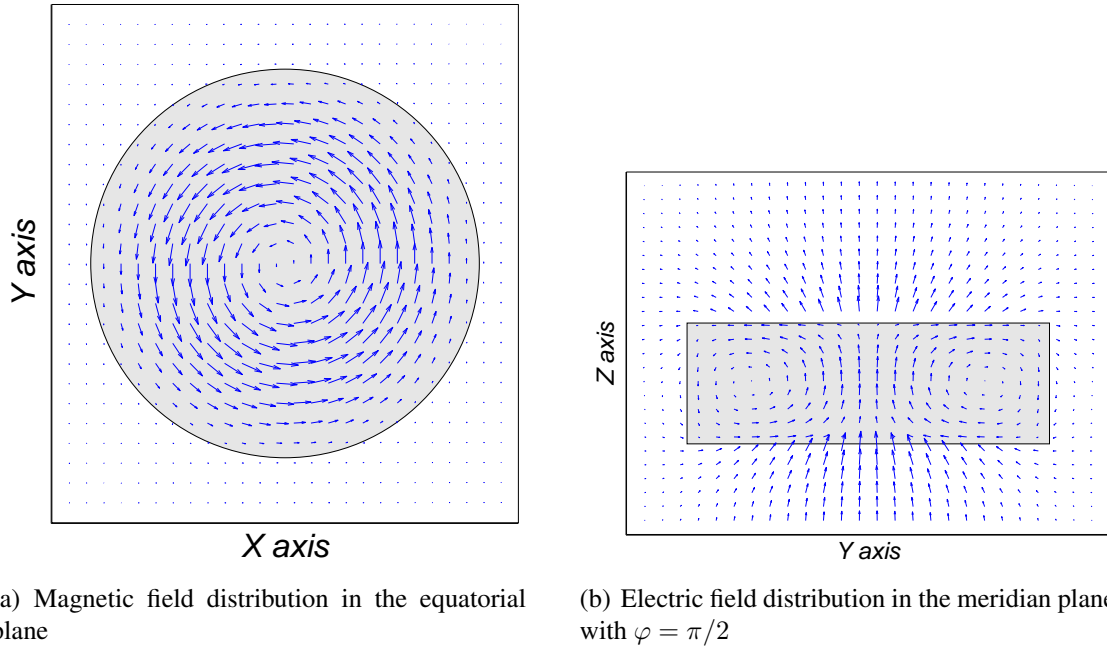 Y axis
X axis
Z axis
Y axis
a) Magnetic field distribution in the equatorial
plane
(b) Electric field distribution in the meridian plane
with φ = π/2